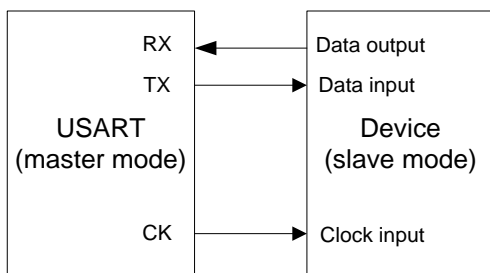 RX
Data output
TX
Data input
USART
(master mode)
Device
(slave mode)
CK
Clock input